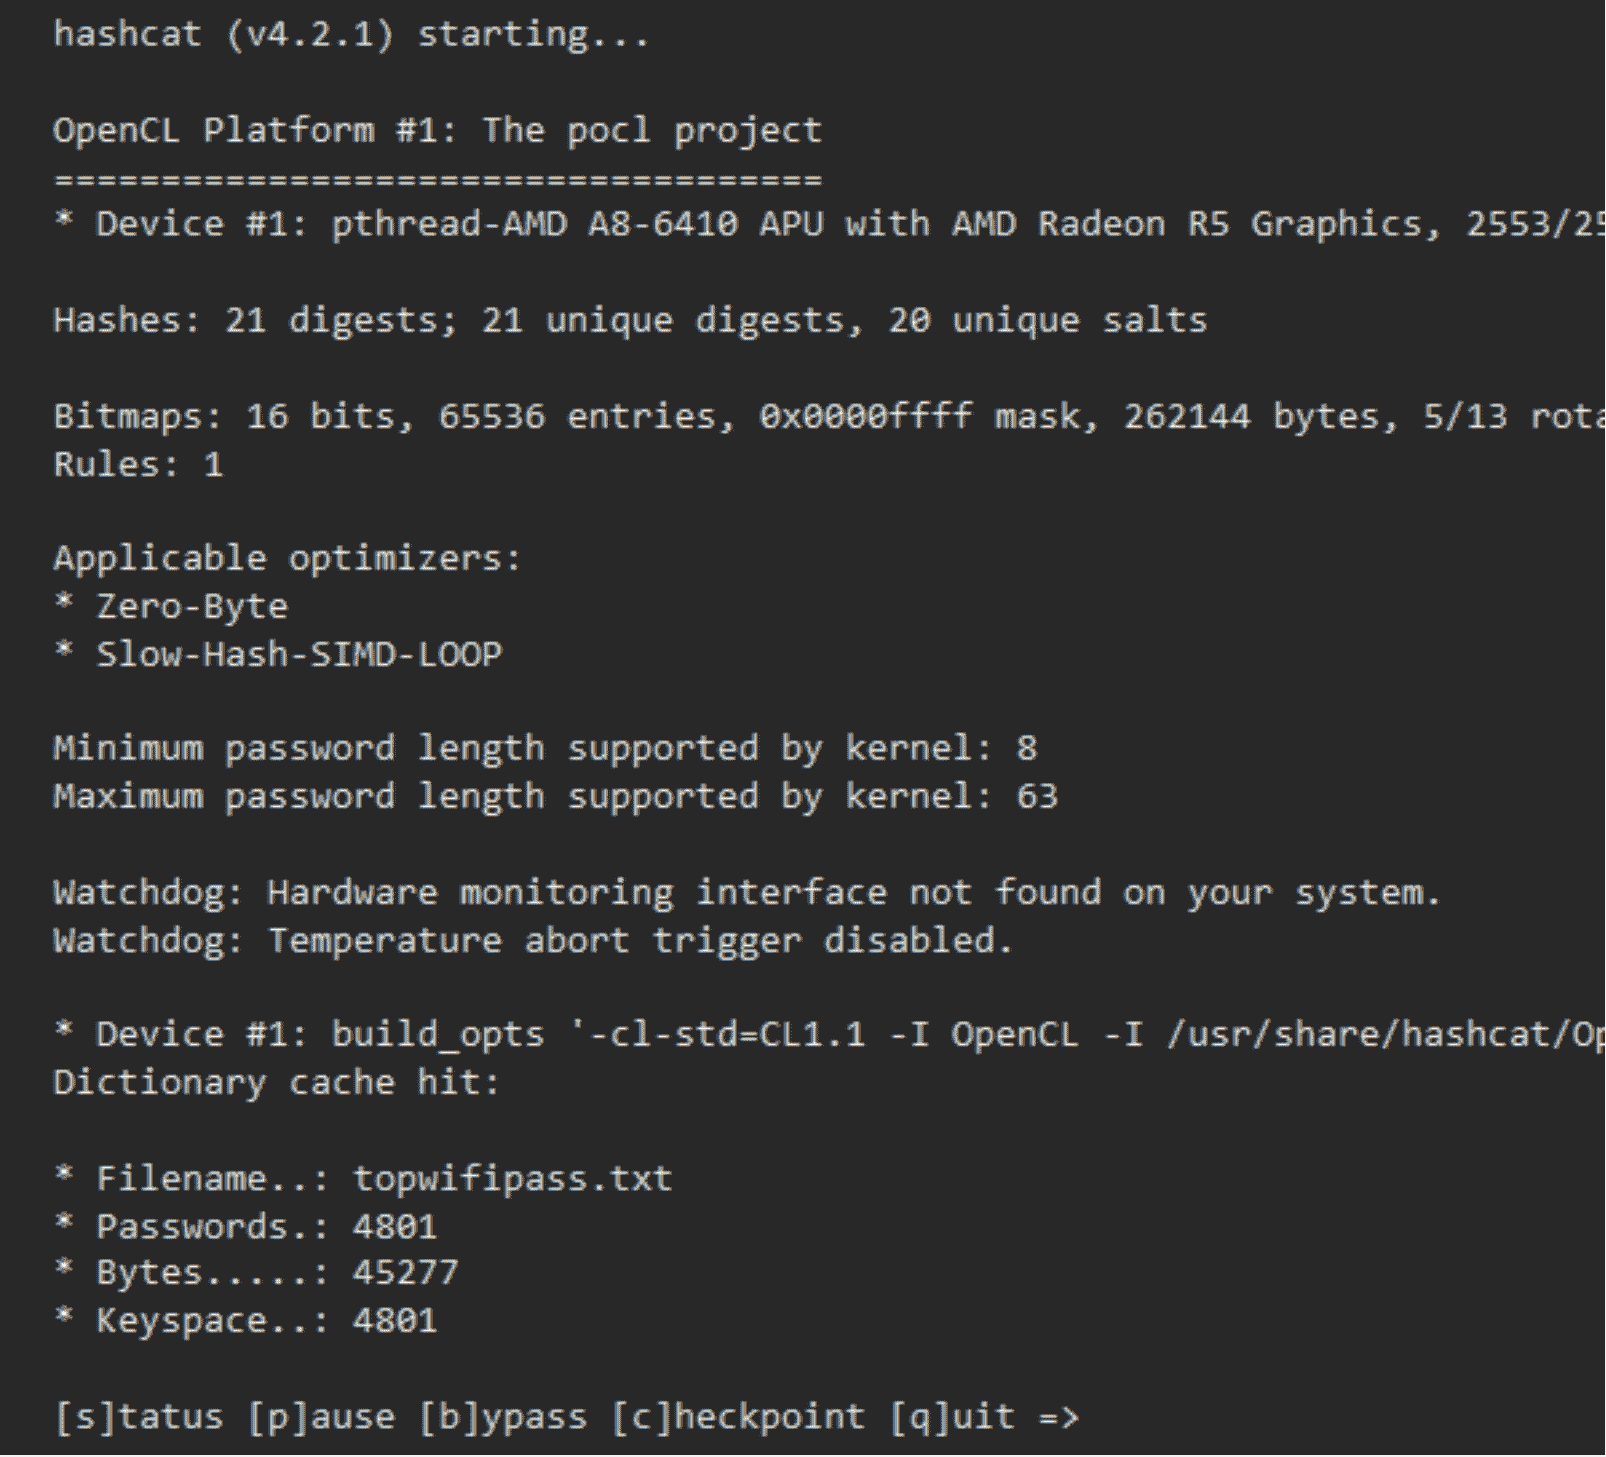 hashcat (v4.2.1) starting...
OpenCL Platform #1: The pocl project
====================================
* Device #1: pthread-AMD A8-6410 APU with AMD Radeon R5 Graphics, 2553/25
Hashes: 21 digests; 21 unique digests, 20 unique salts
Bitmaps: 16 bits, 65536 entries, 0x0000ffff mask, 262144 bytes, 5/13 rota
Rules: 1
Applicable optimizers:
* Zero-Byte
* Slow-Hash-SIMD-LOOP
Minimum password length supported by kernel: 8
Maximum password length supported by kernel: 63
Watchdog: Hardware monitoring interface not found on your system.
Watchdog: Temperature abort trigger disabled.
* Device #1: build_opts '-cl-std=CL1.1 -I OpenCL -I /usr/share/hashcat/Op
Dictionary cache hit:
* Filename..: topwifipass.txt
* Passwords.: 4801
* Bytes.....: 45277
* Keyspace..: 4801
[s]tatus [p]ause [b]ypass [c]heckpoint [q]uit =>